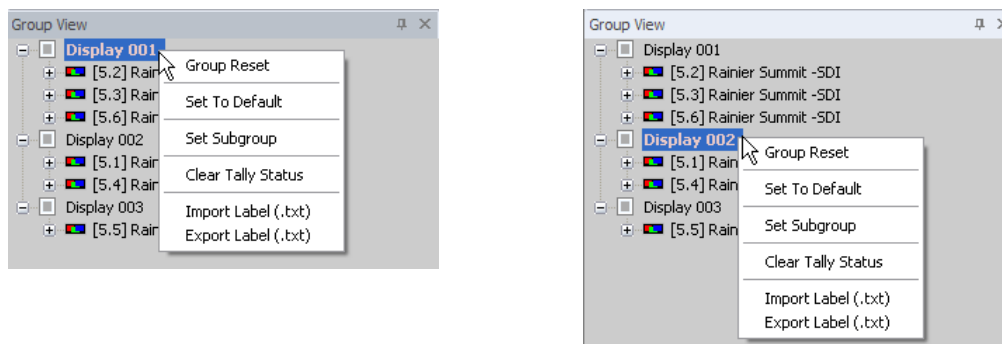 Group View
Display 001
[5.2] Rain
[5.3] Rain
[5.6] Rain
Display 002
[5.1] Rain
[5.4] Rain
Display 003
[5.5] Rain
Group Reset
Set To Default
Set Subgroup
Clear Tally Status
Import Label (.txt)
Export Label (.txt)
Group View
Display 001
[5.2] Rainier Summit -SDI
[5.3] Rainier Summit -SDI
[5.6] Rainier Summit -SDI
Display 002
[5.1] Rain
[5.4] Rain
Display 003
[5.5] Rain
Group Reset
Set To Default
Set Subgroup
Clear Tally Status
Import Label (.txt)
Export Label (.txt)